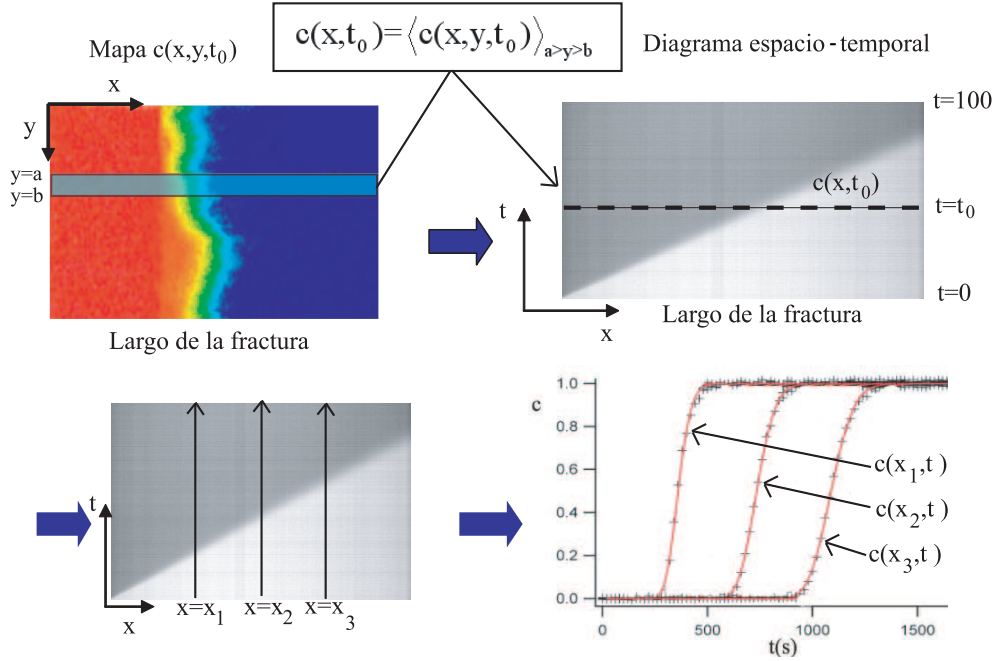 Mapa c(x,y,t₀)
c(x,t₀)=⟨c(x,y,t₀)⟩a>y>b
Diagrama espacio-temporal
x
y
y=a
y=b
Largo de la fractura
t=100
c(x,t₀)
t=t₀
t
t=0
x
Largo de la fractura
t
x
x=x₁
x=x₂
x=x₃
c
1.0
0.8
0.6
0.4
0.2
0.0
c(x₁,t)
c(x₂,t)
c(x₃,t)
0
500
1000
1500
t(s)